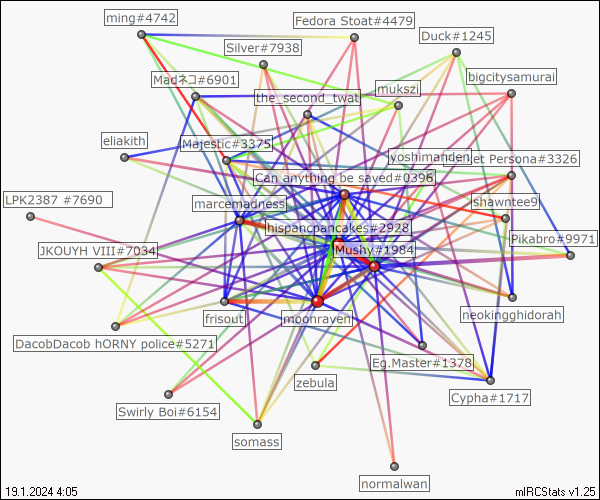 ming#4742
Fedora Stoat#4479
Duck#1245
Silver#7938
bigcitysamurai
Madネコ#6901
mukszi
the_second_twat
eliakith
Majestic#3375
yoshimanden
et Persona#3326
Can anything be saved#0396
LPK2387 #7690
marcemadness
shawntee9
hispancpancakes#2928
Pikabro#9971
JKOUYH VIII#7034
Mushy#1984
frisout
moonraven
neokingghidorah
DacobDacob hORNY police#5271
Eg.Master#1378
zebula
Cypha#1717
Swirly Boi#6154
somass
normalwan
19.1.2024 4:05
mIRCStats v1.25